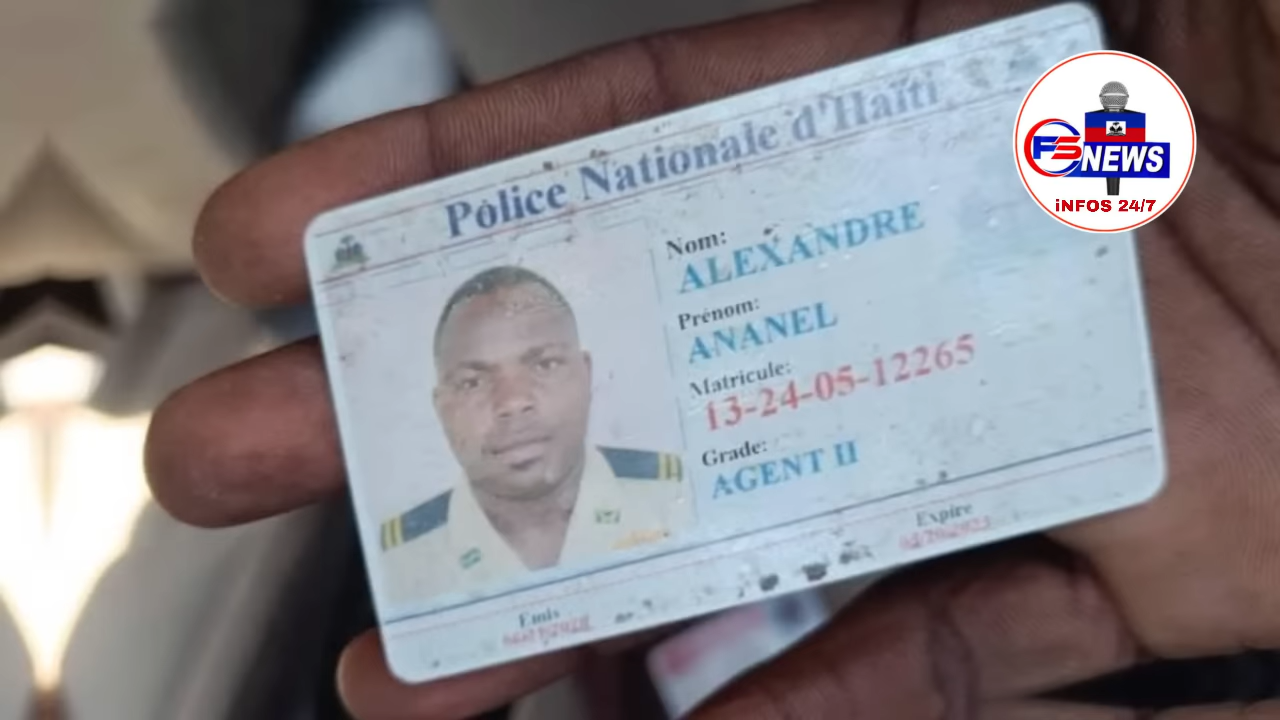 Police Nationale d'Haïti
Nom:
ALEXANDRE
Prénom:
ANANEL
Matricule:
13-24-05-12265
Grade:
AGENT II
Emis
Expire
FS NEWS
iNFOS 24/7